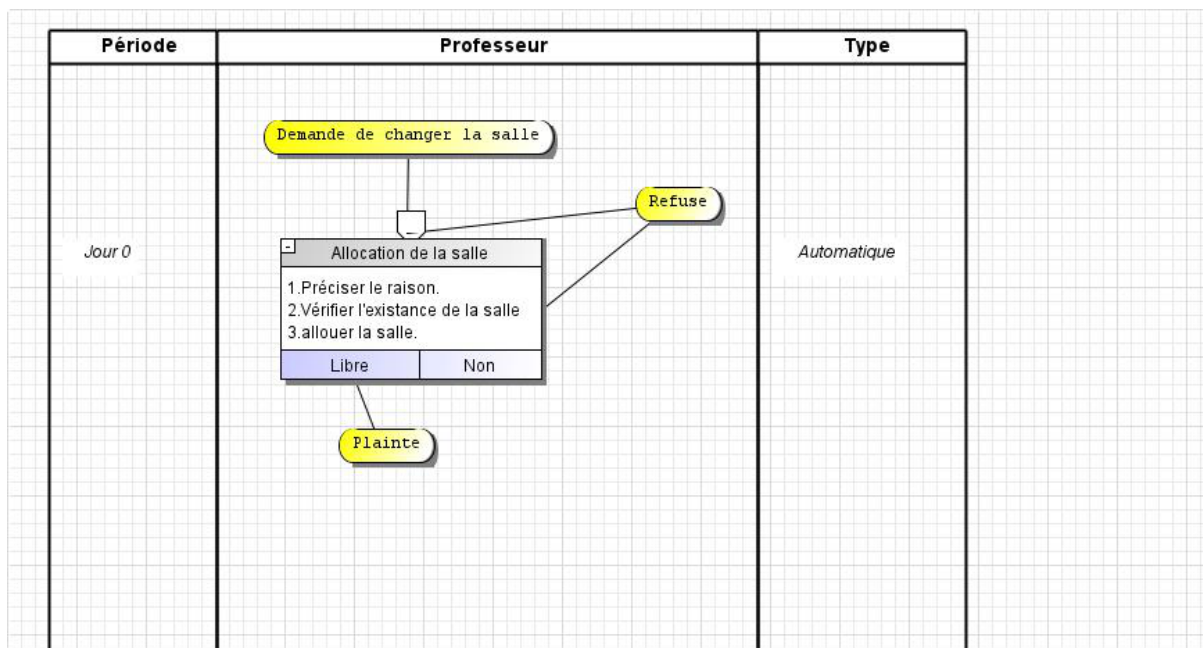 Période Professeur Type
Demande de changer la salle
Refuse
Jour 0
Automatique
Allocation de la salle
1.Préciser le raison.
2.Vérifier l'existance de la salle
3.allouer la salle.
Libre Non
Plainte